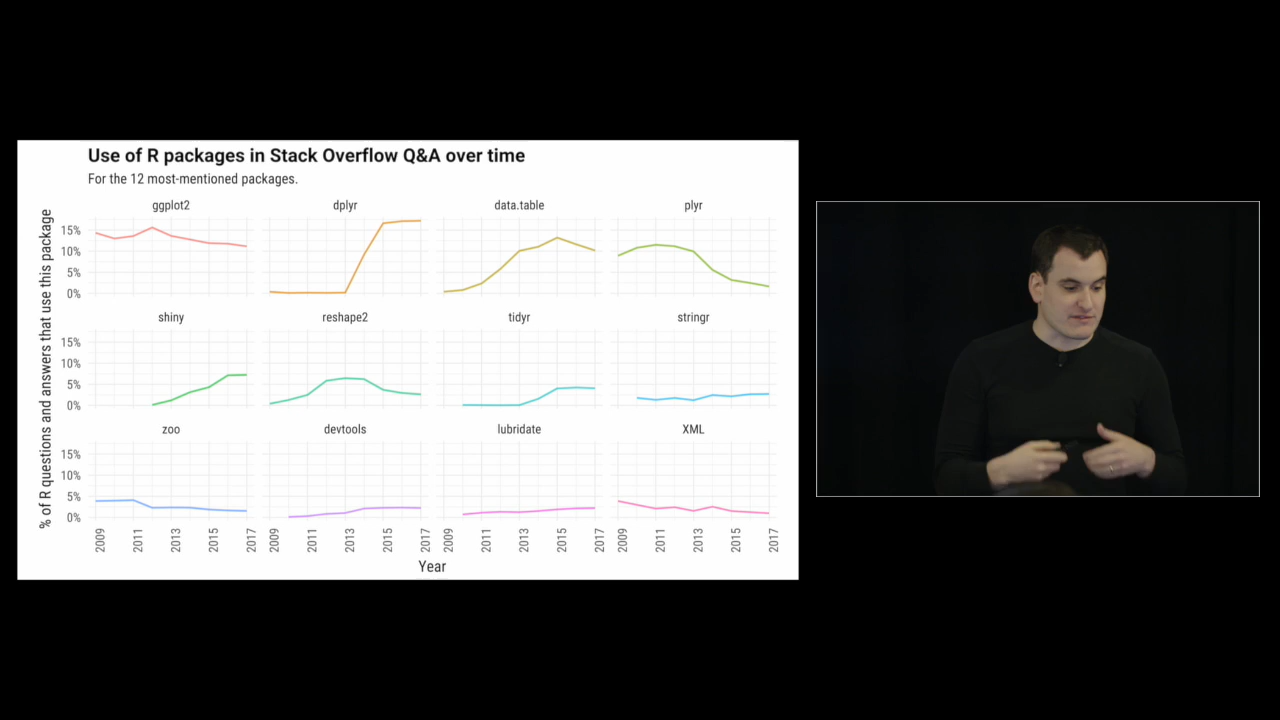 Use of R packages in Stack Overflow Q&A over time
For the 12 most-mentioned packages.
% of R questions and answers that use this package
ggplot2 dplyr data.table plyr
15%
10%
5%
0%
shiny reshape2 tidyr stringr
15%
10%
5%
0%
zoo devtools lubridate XML
15%
10%
5%
0%
2009 2011 2013 2015 2017 2009 2011 2013 2015 2017 2009 2011 2013 2015 2017 2009 2011 2013 2015 2017
Year